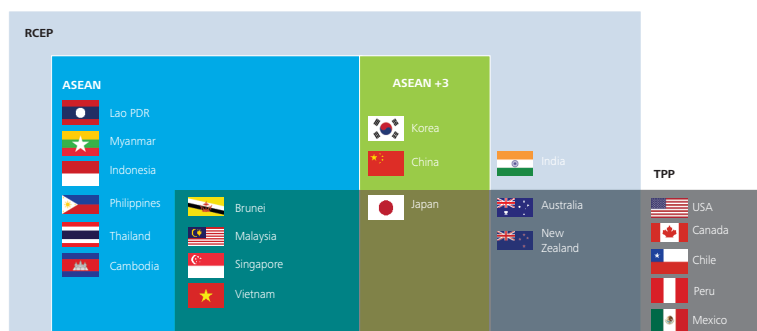 RCEP
ASEAN
Lao PDR
Myanmar
Indonesia
Philippines
Thailand
Cambodia
Brunei
Malaysia
Singapore
Vietnam
ASEAN +3
Korea
China
Japan
India
Australia
New
Zealand
TPP
USA
Canada
Chile
Peru
Mexico